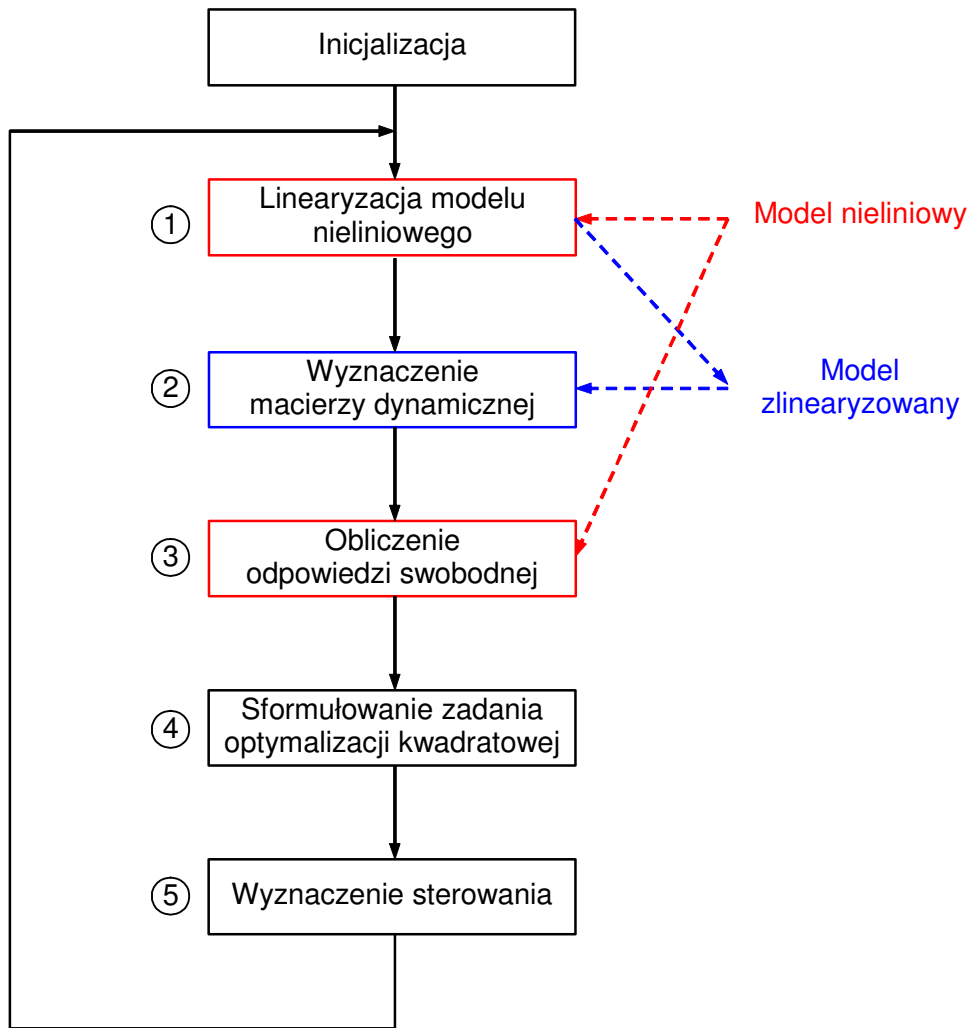 Inicjalizacja
1
Linearyzacja modelu
nieliniowego
Model nieliniowy
2
Wyznaczenie
macierzy dynamicznej
Model
zlinearyzowany
3
Obliczenie
odpowiedzi swobodnej
4
Sformułowanie zadania
optymalizacji kwadratowej
5
Wyznaczenie sterowania